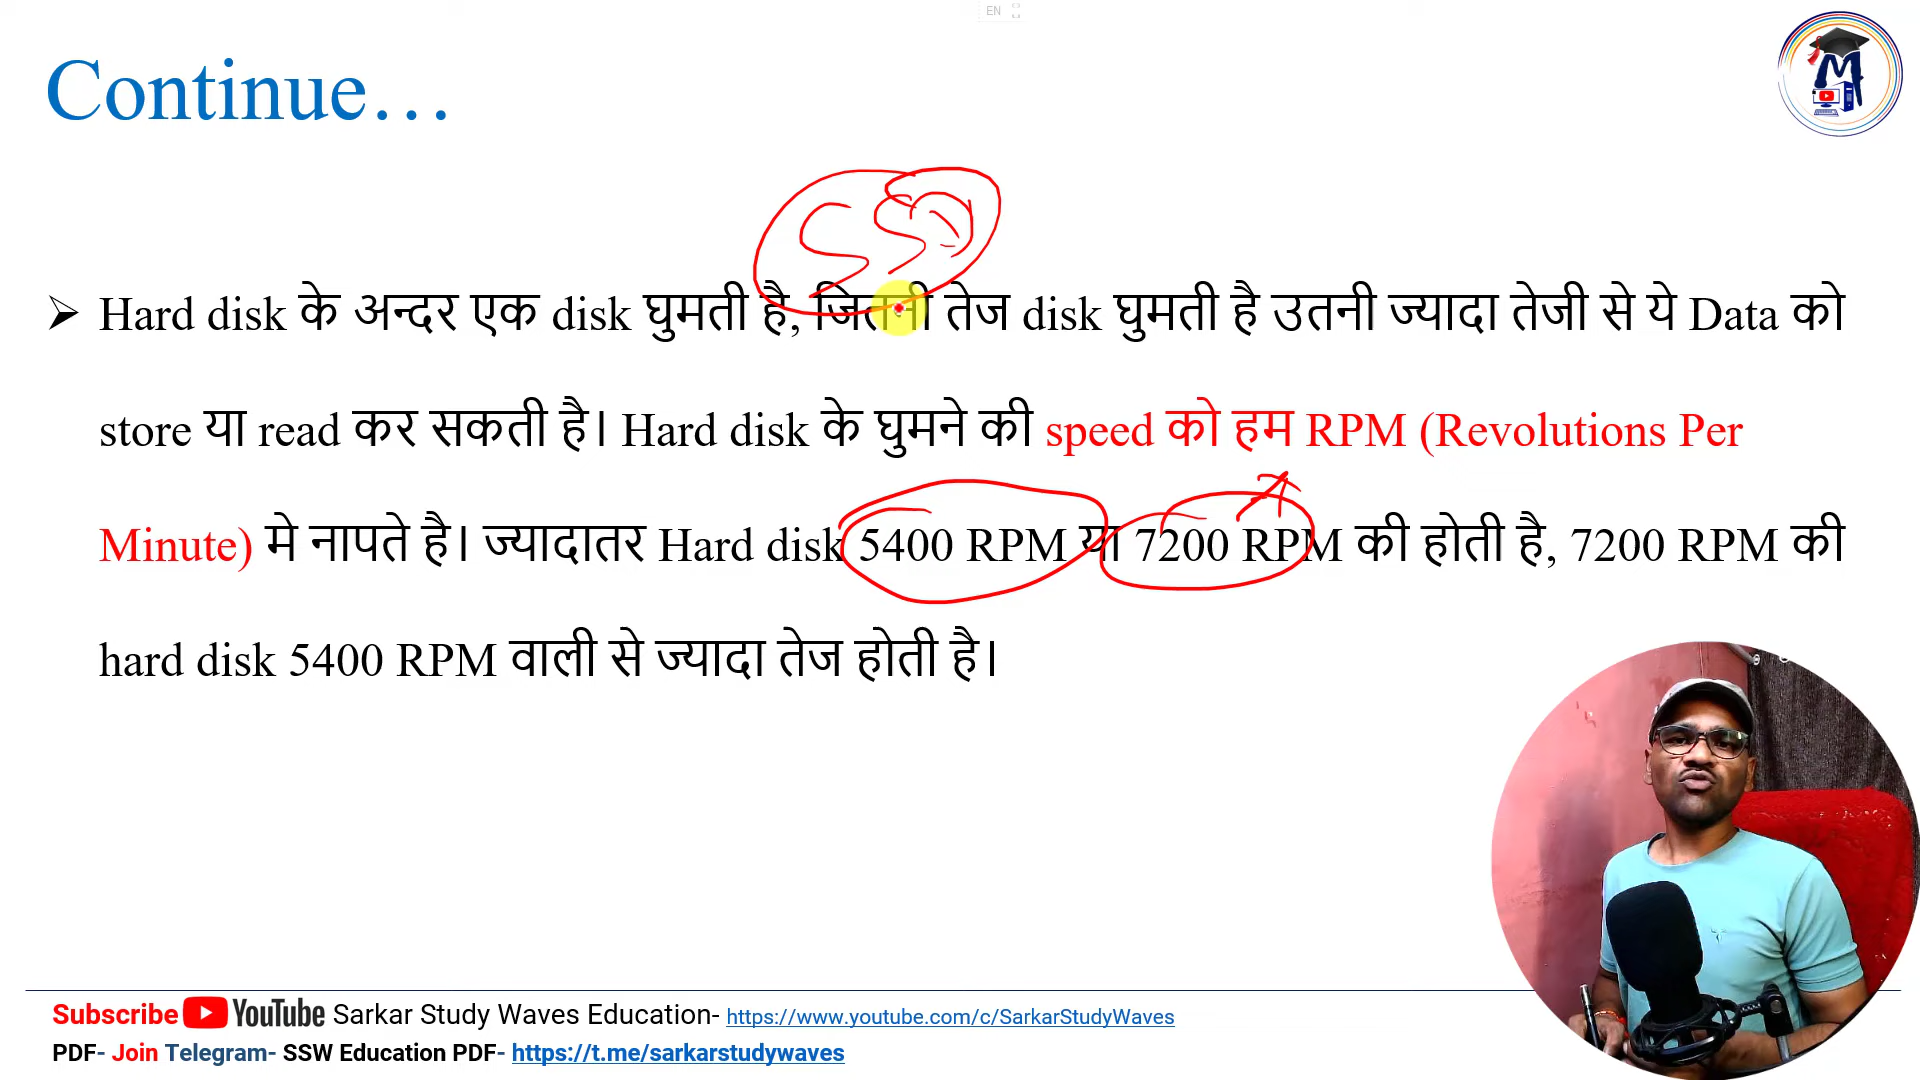 EN
Continue…
SSD
➢ Hard disk के अन्दर एक disk घुमती है, जितनी तेज disk घुमती है उतनी ज्यादा तेजी से ये Data को
store या read कर सकती है। Hard disk के घुमने की speed को हम RPM (Revolutions Per
Minute) मे नापते है। ज्यादातर Hard disk 5400 RPM या 7200 RPM की होती है, 7200 RPM की
hard disk 5400 RPM वाली से ज्यादा तेज होती है।
Subscribe YouTube Sarkar Study Waves Education- https://www.youtube.com/c/SarkarStudyWaves
PDF- Join Telegram- SSW Education PDF- https://t.me/sarkarstudywaves